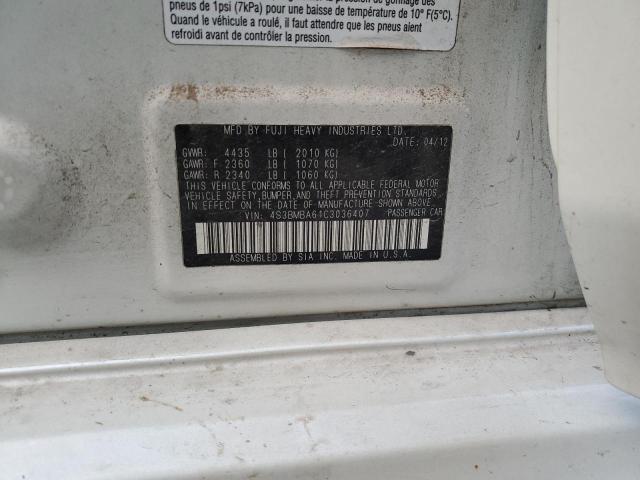 pneus de 1psi (7kPa) pour une baisse de température de 10° F(5°C).
Quand le véhicule a roulé, il faut attendre que les pneus aient
refroidi avant de contrôler la pression.
MFD BY FUJI HEAVY INDUSTRIES LTD.
DATE: 04/12
GVWR: 4435 LB ( 2010 KG)
GAWR: F 2360 LB ( 1070 KG)
GAWR: R 2340 LB ( 1060 KG)
THIS VEHICLE CONFORMS TO ALL APPLICABLE FEDERAL MOTOR
VEHICLE SAFETY, BUMPER, AND THEFT PREVENTION STANDARDS
IN EFFECT ON THE DATE OF MANUFACTURE SHOWN ABOVE.
VIN: 4S3BMBA61C3036407 PASSENGER CAR
ASSEMBLED BY SIA INC. MADE IN U.S.A.